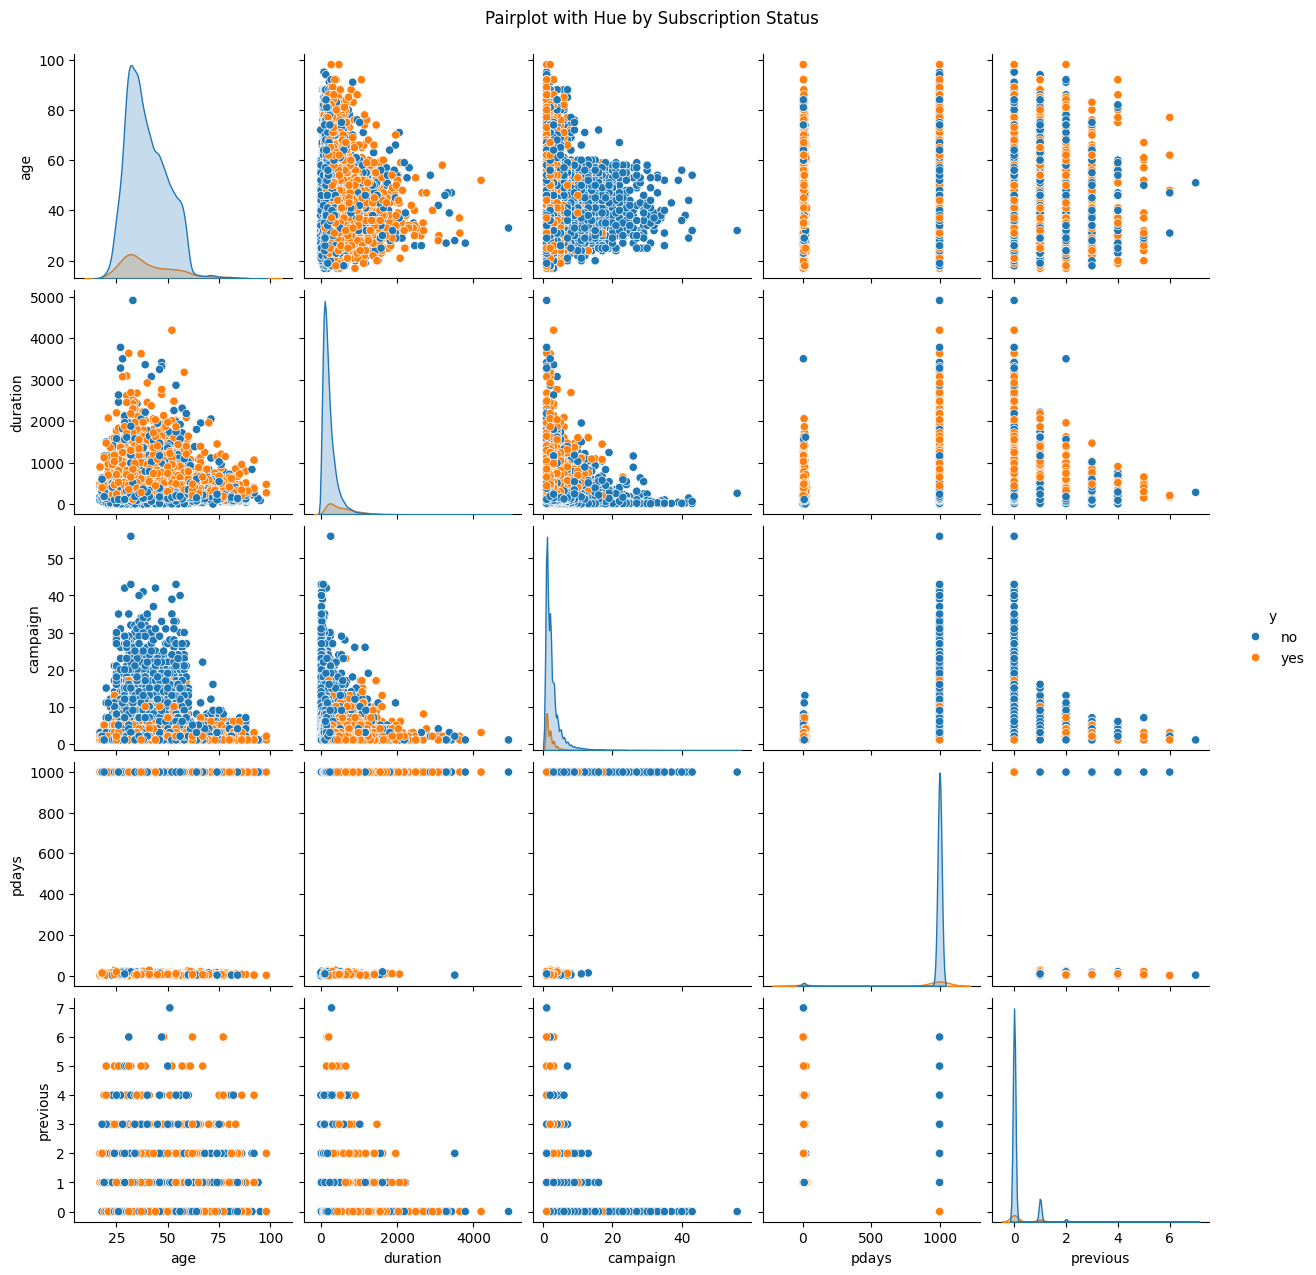 Pairplot with Hue by Subscription Status
100
80
60
40
20
age
5000
4000
3000
2000
1000
0
duration
50
40
30
20
10
0
campaign
y
no
yes
1000
800
600
400
200
0
pdays
7
6
5
4
3
2
1
0
previous
25 50 75 100
0 2000 4000
0 20 40
0 500 1000
0 2 4 6
age duration campaign pdays previous